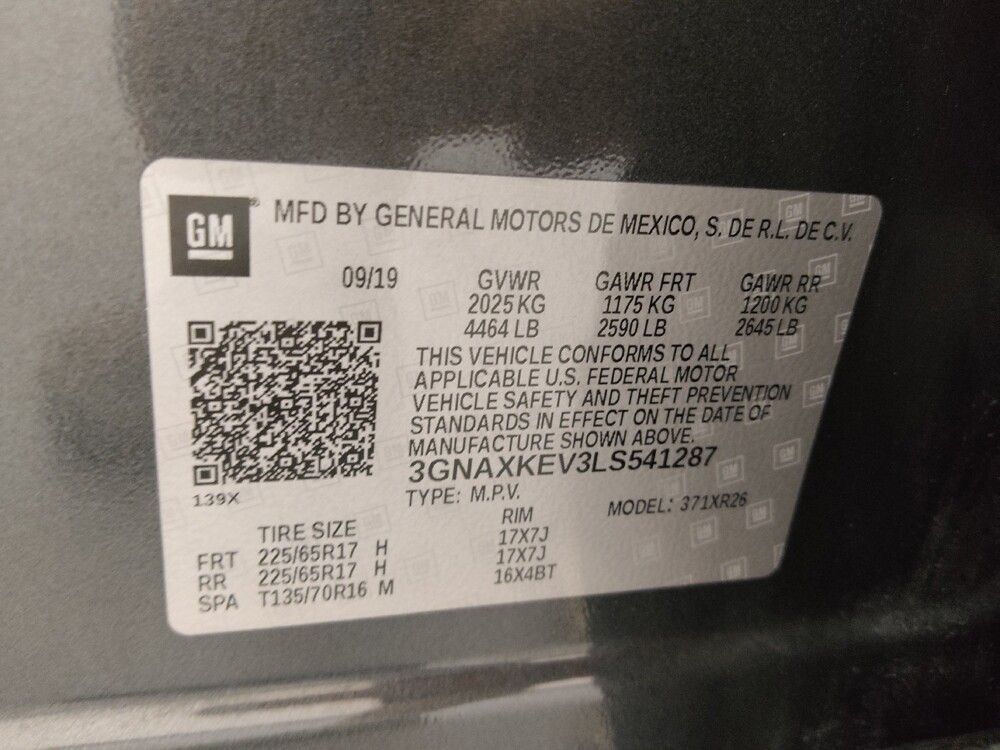 GM
MFD BY GENERAL MOTORS DE MEXICO, S. DE R.L. DE C.V.
09/19 GVWR GAWR FRT GAWR RR
2025 KG 1175 KG 1200 KG
4464 LB 2590 LB 2645 LB
THIS VEHICLE CONFORMS TO ALL
APPLICABLE U.S. FEDERAL MOTOR
VEHICLE SAFETY AND THEFT PREVENTION
STANDARDS IN EFFECT ON THE DATE OF
MANUFACTURE SHOWN ABOVE.
3GNAXKEV3LS541287
139X
TYPE: M.P.V. MODEL: 371XR26
TIRE SIZE RIM
FRT 225/65R17 H 17X7J
RR 225/65R17 H 17X7J
SPA T135/70R16 M 16X4BT